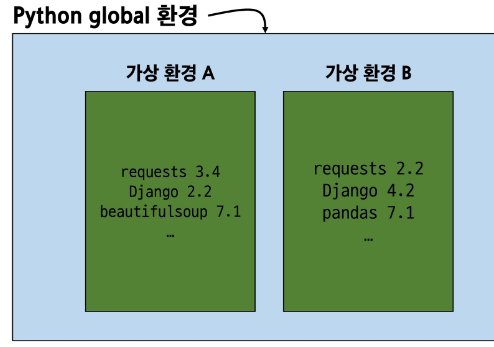 Python global 환경
가상 환경 A
requests 3.4
Django 2.2
beautifulsoup 7.1
…
가상 환경 B
requests 2.2
Django 4.2
pandas 7.1
…